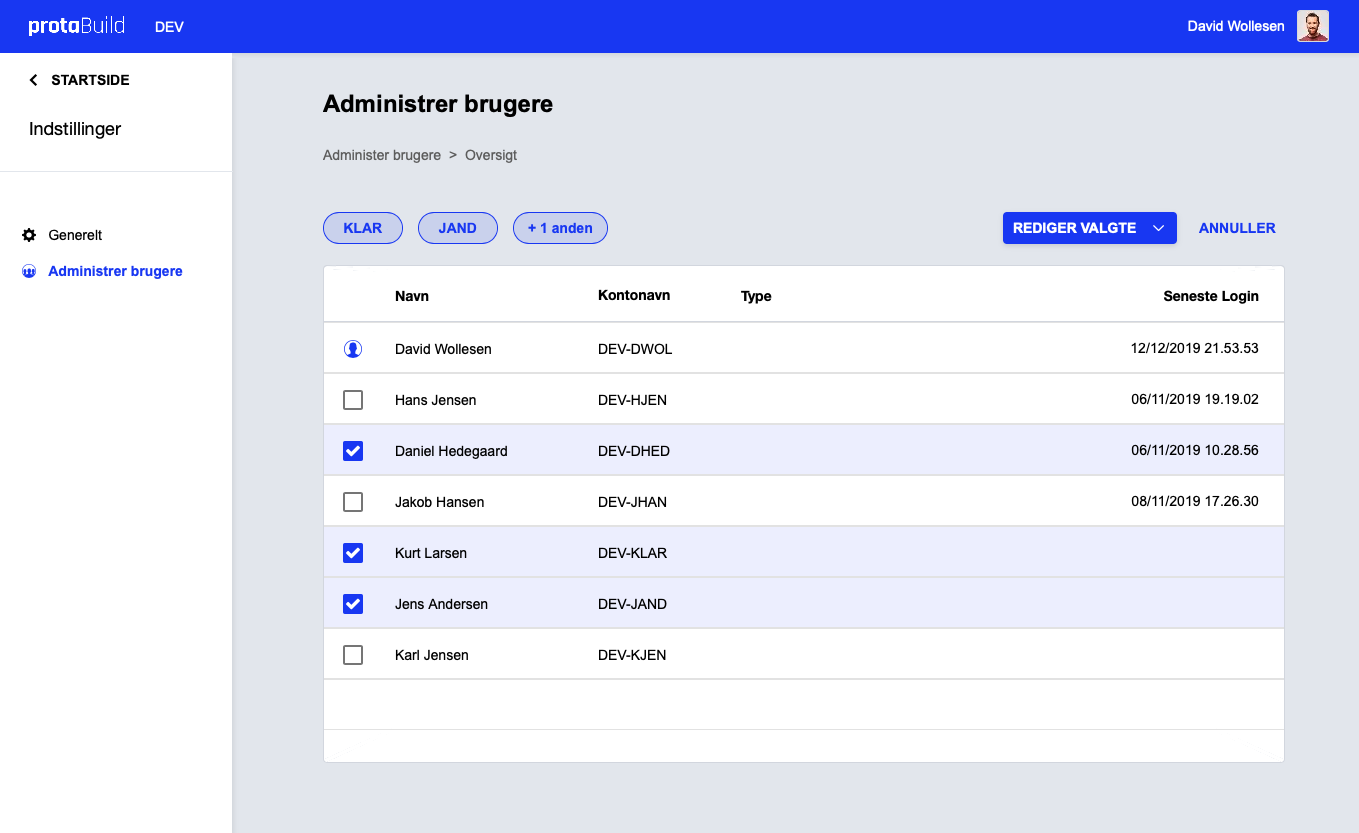 protaBuild DEV David Wollesen
STARTSIDE
Indstillinger
Generelt
Administrer brugere
Administrer brugere
Administer brugere > Oversigt
KLAR JAND + 1 anden REDIGER VALGTE ANNULLER
Navn Kontonavn Type Seneste Login
David Wollesen DEV-DWOL 12/12/2019 21.53.53
Hans Jensen DEV-HJEN 06/11/2019 19.19.02
Daniel Hedegaard DEV-DHED 06/11/2019 10.28.56
Jakob Hansen DEV-JHAN 08/11/2019 17.26.30
Kurt Larsen DEV-KLAR
Jens Andersen DEV-JAND
Karl Jensen DEV-KJEN